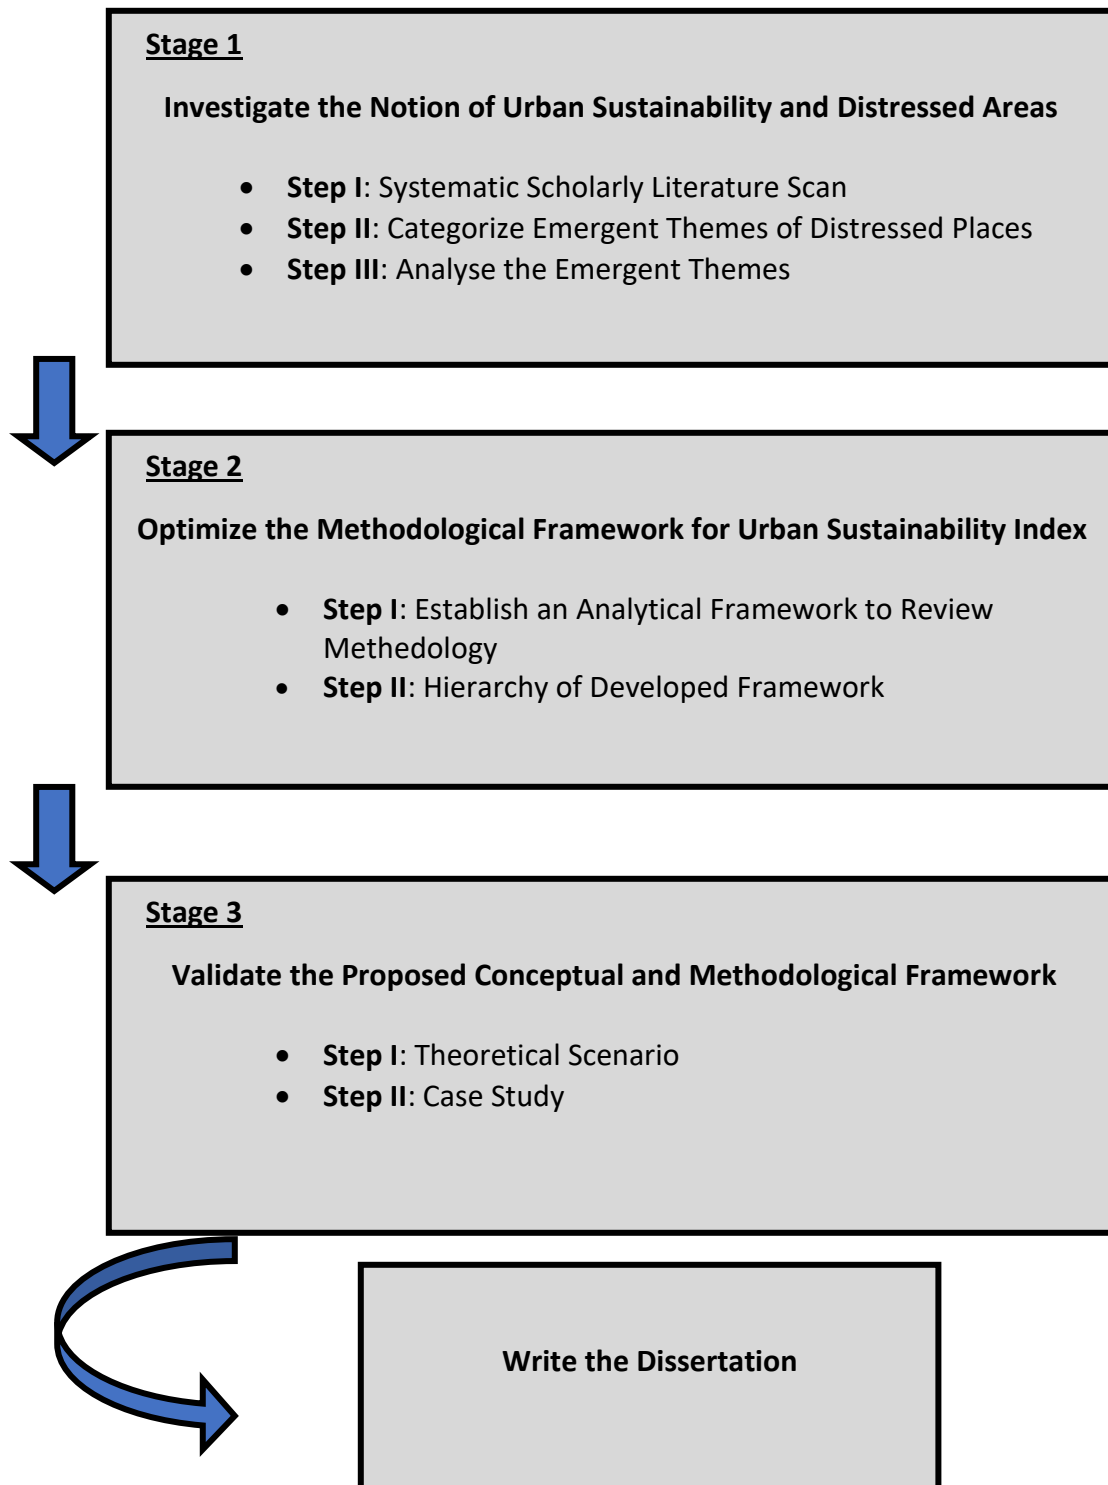 Stage 1
Investigate the Notion of Urban Sustainability and Distressed Areas
• Step I: Systematic Scholarly Literature Scan
• Step II: Categorize Emergent Themes of Distressed Places
• Step III: Analyse the Emergent Themes
Stage 2
Optimize the Methodological Framework for Urban Sustainability Index
• Step I: Establish an Analytical Framework to Review
Methedology
• Step II: Hierarchy of Developed Framework
Stage 3
Validate the Proposed Conceptual and Methodological Framework
• Step I: Theoretical Scenario
• Step II: Case Study
Write the Dissertation